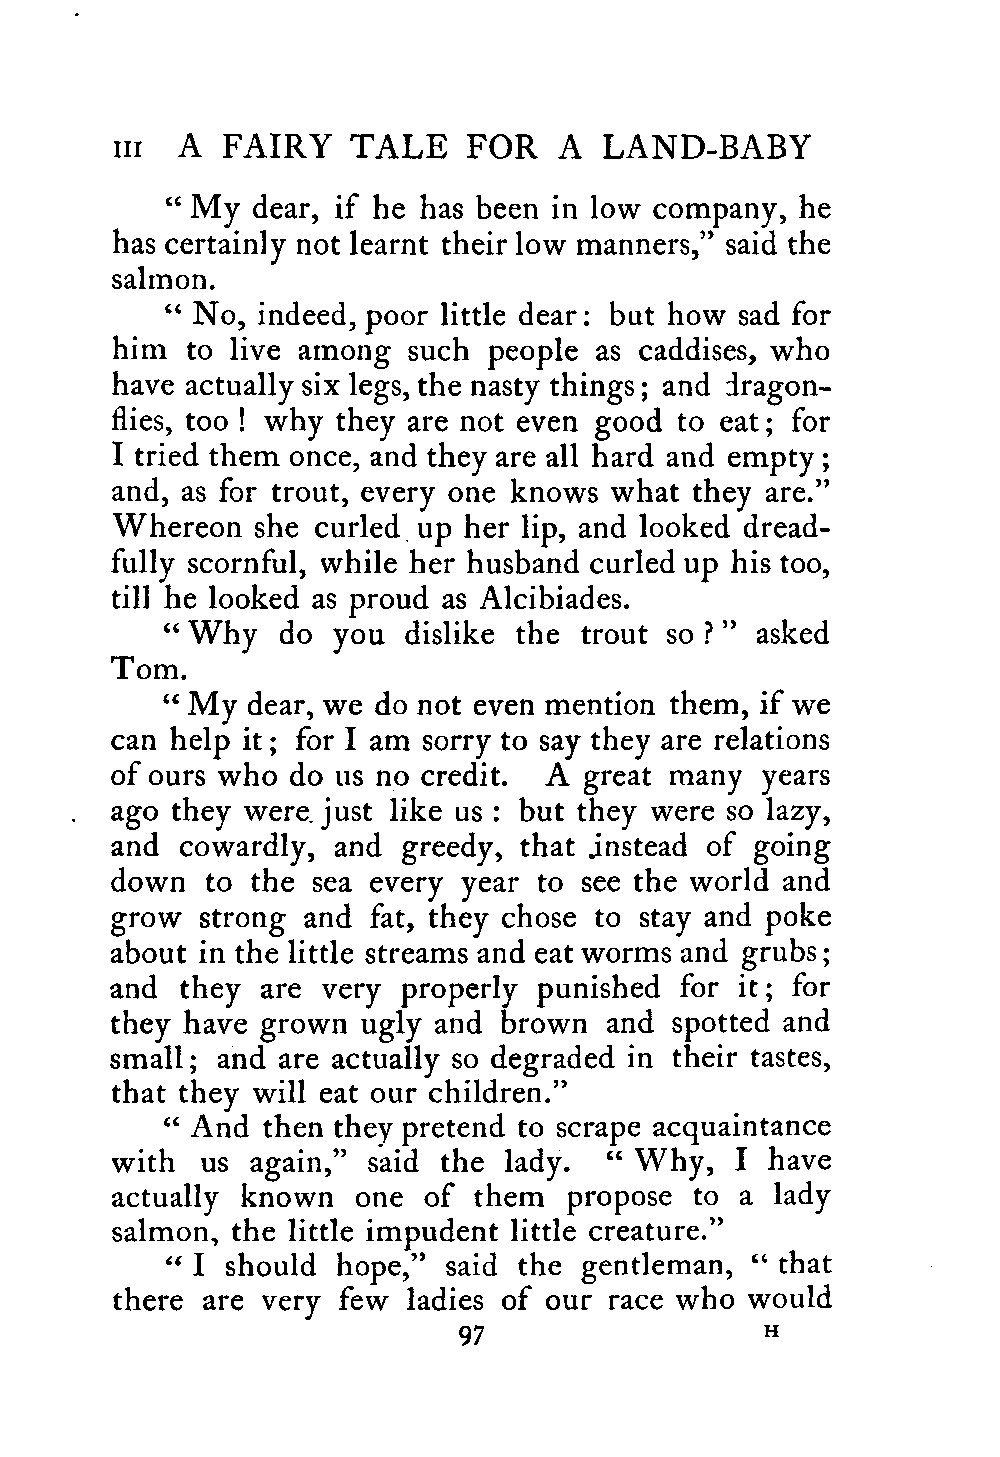 III A FAIRY TALE FOR A LAND-BABY
“ My dear, if he has been in low company, he
has certainly not learnt their low manners,” said the
salmon.
“ No, indeed, poor little dear: but how sad for
him to live among such people as caddises, who
have actually six legs, the nasty things; and dragon-
flies, too ! why they are not even good to eat; for
I tried them once, and they are all hard and empty ;
and, as for trout, every one knows what they are.”
Whereon she curled up her lip, and looked dread-
fully scornful, while her husband curled up his too,
till he looked as proud as Alcibiades.
“ Why do you dislike the trout so ? ” asked
Tom.
“ My dear, we do not even mention them, if we
can help it ; for I am sorry to say they are relations
of ours who do us no credit. A great many years
ago they were just like us : but they were so lazy,
and cowardly, and greedy, that instead of going
down to the sea every year to see the world and
grow strong and fat, they chose to stay and poke
about in the little streams and eat worms and grubs;
and they are very properly punished for it ; for
they have grown ugly and brown and spotted and
small; and are actually so degraded in their tastes,
that they will eat our children.”
“ And then they pretend to scrape acquaintance
with us again,” said the lady. “ Why, I have
actually known one of them propose to a lady
salmon, the little impudent little creature.”
“ I should hope,” said the gentleman, “ that
there are very few ladies of our race who would
97 H